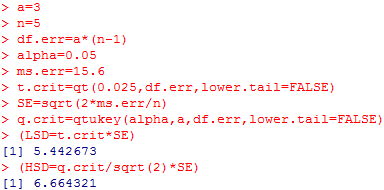 > a=3
> n=5
> df.err=a*(n-1)
> alpha=0.05
> ms.err=15.6
> t.crit=qt(0.025,df.err,lower.tail=FALSE)
> SE=sqrt(2*ms.err/n)
> q.crit=qtukey(alpha,a,df.err,lower.tail=FALSE)
> (LSD=t.crit*SE)
[1] 5.442673
> (HSD=q.crit/sqrt(2)*SE)
[1] 6.664321